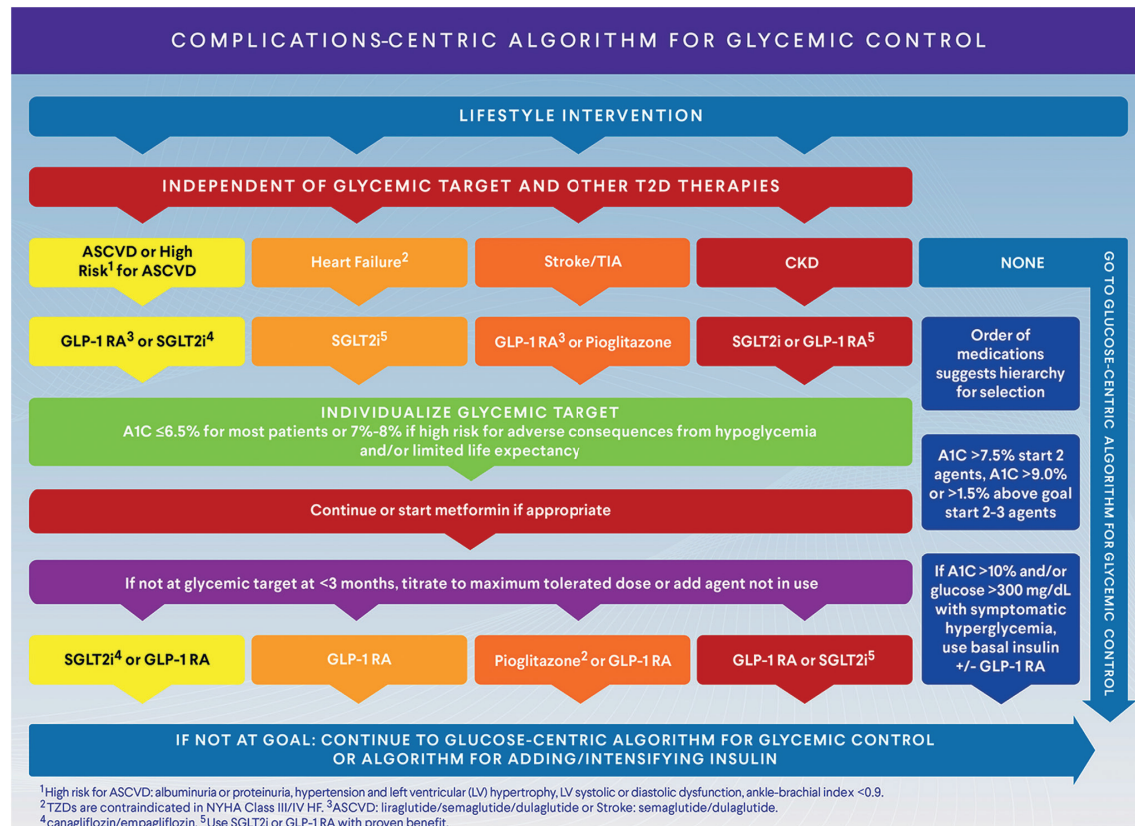 COMPLICATIONS-CENTRIC ALGORITHM FOR GLYCEMIC CONTROL
LIFESTYLE INTERVENTION
INDEPENDENT OF GLYCEMIC TARGET AND OTHER T2D THERAPIES
ASCVD or High
Risk¹ for ASCVD
Heart Failure²
Stroke/TIA
CKD
NONE
GLP-1 RA³ or SGLT2i⁴
SGLT2i⁵
GLP-1 RA³ or Pioglitazone
SGLT2i or GLP-1 RA⁵
Order of
medications
suggests hierarchy
for selection
INDIVIDUALIZE GLYCEMIC TARGET
A1C ≤6.5% for most patients or 7%-8% if high risk for adverse consequences from hypoglycemia
and/or limited life expectancy
A1C >7.5% start 2
agents, A1C >9.0%
or >1.5% above goal
start 2-3 agents
Continue or start metformin if appropriate
If not at glycemic target at <3 months, titrate to maximum tolerated dose or add agent not in use
If A1C >10% and/or
glucose >300 mg/dL
with symptomatic
hyperglycemia,
use basal insulin
+/- GLP-1 RA
SGLT2i⁴ or GLP-1 RA
GLP-1 RA
Pioglitazone² or GLP-1 RA
GLP-1 RA or SGLT2i⁵
GO TO GLUCOSE-CENTRIC ALGORITHM FOR GLYCEMIC CONTROL
IF NOT AT GOAL: CONTINUE TO GLUCOSE-CENTRIC ALGORITHM FOR GLYCEMIC CONTROL
OR ALGORITHM FOR ADDING/INTENSIFYING INSULIN
¹High risk for ASCVD: albuminuria or proteinuria, hypertension and left ventricular (LV) hypertrophy, LV systolic or diastolic dysfunction, ankle-brachial index <0.9.
²TZDs are contraindicated in NYHA Class III/IV HF. ³ASCVD: liraglutide/semaglutide/dulaglutide or Stroke: semaglutide/dulaglutide.
⁴canagliflozin/empagliflozin. ⁵Use SGLT2i or GLP-1 RA with proven benefit.